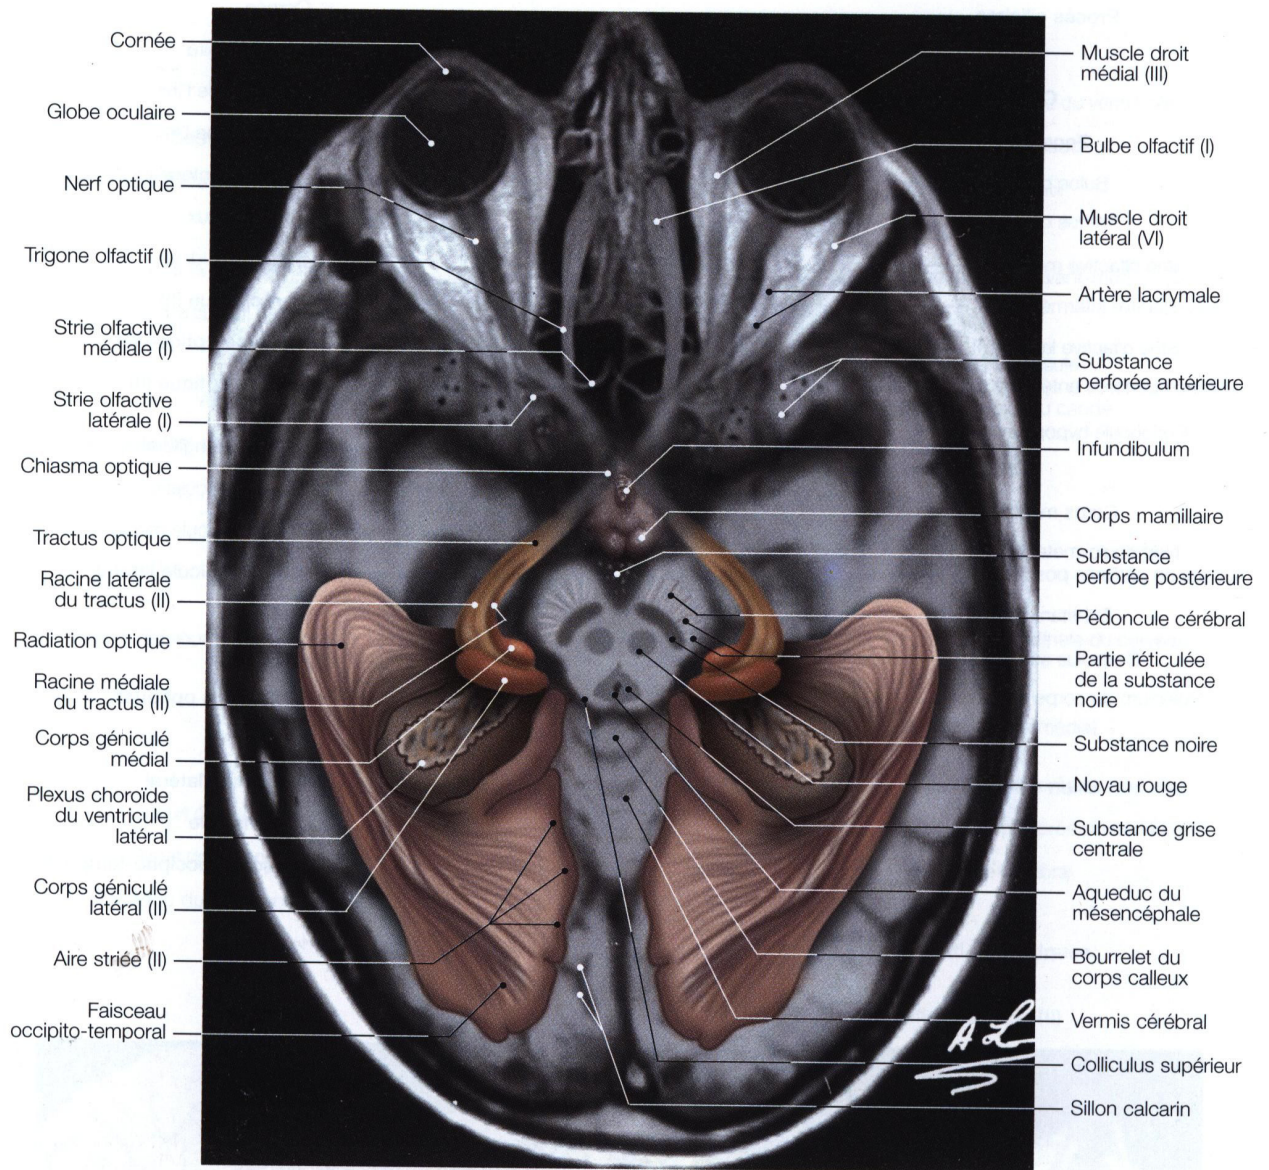 Cornée
Globe oculaire
Nerf optique
Trigone olfactif (I)
Strie olfactive
médiale (I)
Strie olfactive
latérale (I)
Chiasma optique
Tractus optique
Racine latérale
du tractus (II)
Radiation optique
Racine médiale
du tractus (II)
Corps géniculé
médial
Plexus choroïde
du ventricule
latéral
Corps géniculé
latéral (II)
Aire striée (II)
Faisceau
occipito-temporal
Muscle droit
médial (III)
Bulbe olfactif (I)
Muscle droit
latéral (VI)
Artère lacrymale
Substance
perforée antérieure
Infundibulum
Corps mamillaire
Substance
perforée postérieure
Pédoncule cérébral
Partie réticulée
de la substance
noire
Substance noire
Noyau rouge
Substance grise
centrale
Aqueduc du
mésencéphale
Bourrelet du
corps calleux
Vermis cérébral
Colliculus supérieur
Sillon calcarin
A L